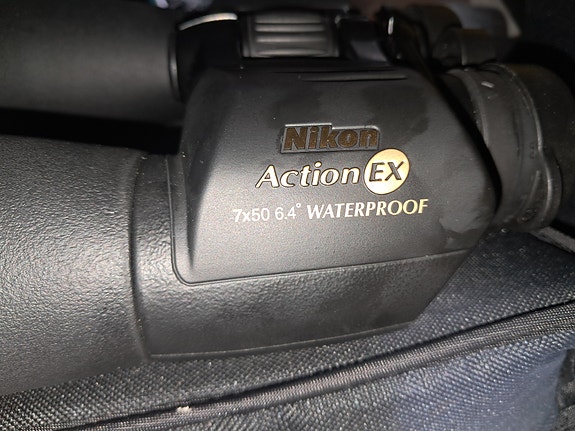 Nikon
Action EX
7x50 6.4° WATERPROOF